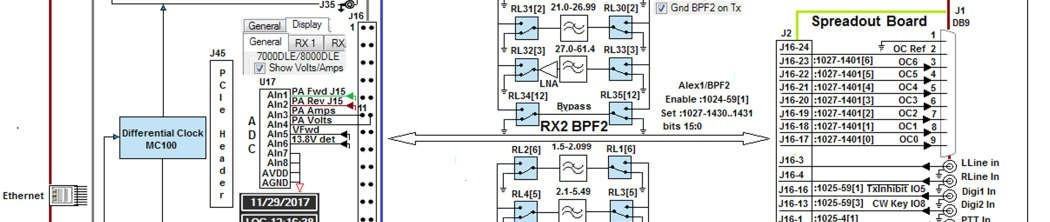 J35
J16
1
General Display
General RX 1 RX
7000DLE/8000DLE
Show Volts/Amps
J45
PCIe Header
U17
ADC
AIn1 PA Fwd J15
AIn2 PA Rev J15
11
AIn3 PA Amps
AIn4 PA Volts
AIn5 VFwd
AIn6 13.8V det
AIn7
AIn8
AVDD
AGND
11/29/2017
Differential Clock
MC100
Ethernet
RL31[2] 21.0-26.99 RL30[2]
Gnd BPF2 on Tx
RL32[3] 27.0-61.4 RL33[3]
LNA
RL34[12] Bypass RL35[12]
RX2 BPF2
Alex1/BPF2
Enable :1024-59[1]
Set :1027-1430..1431
bits 15:0
RL2[6] 1.5-2.099 RL1[6]
RL4[5] 2.1-5.49 RL3[5]
Spreadout Board
J1
DB9
J2
1
J16-24 OC Ref 2
J16-23 :1027-1401[6] OC6 3
J16-22 :1027-1401[5] OC5 4
J16-21 :1027-1401[4] OC4 5
J16-20 :1027-1401[3] OC3 6
J16-19 :1027-1401[2] OC2 7
J16-18 :1027-1401[1] OC1 8
J16-17 :1027-1401[0] OC0 9
J16-3 LLine in
J16-4 RLine in
J16-16 :1025-59[1] TxInhibit IO5 Digi1 In
J16-13 :1025-59[3] CW Key IO8 Digi2 In
J16-1 :1025-4[1] PTT In